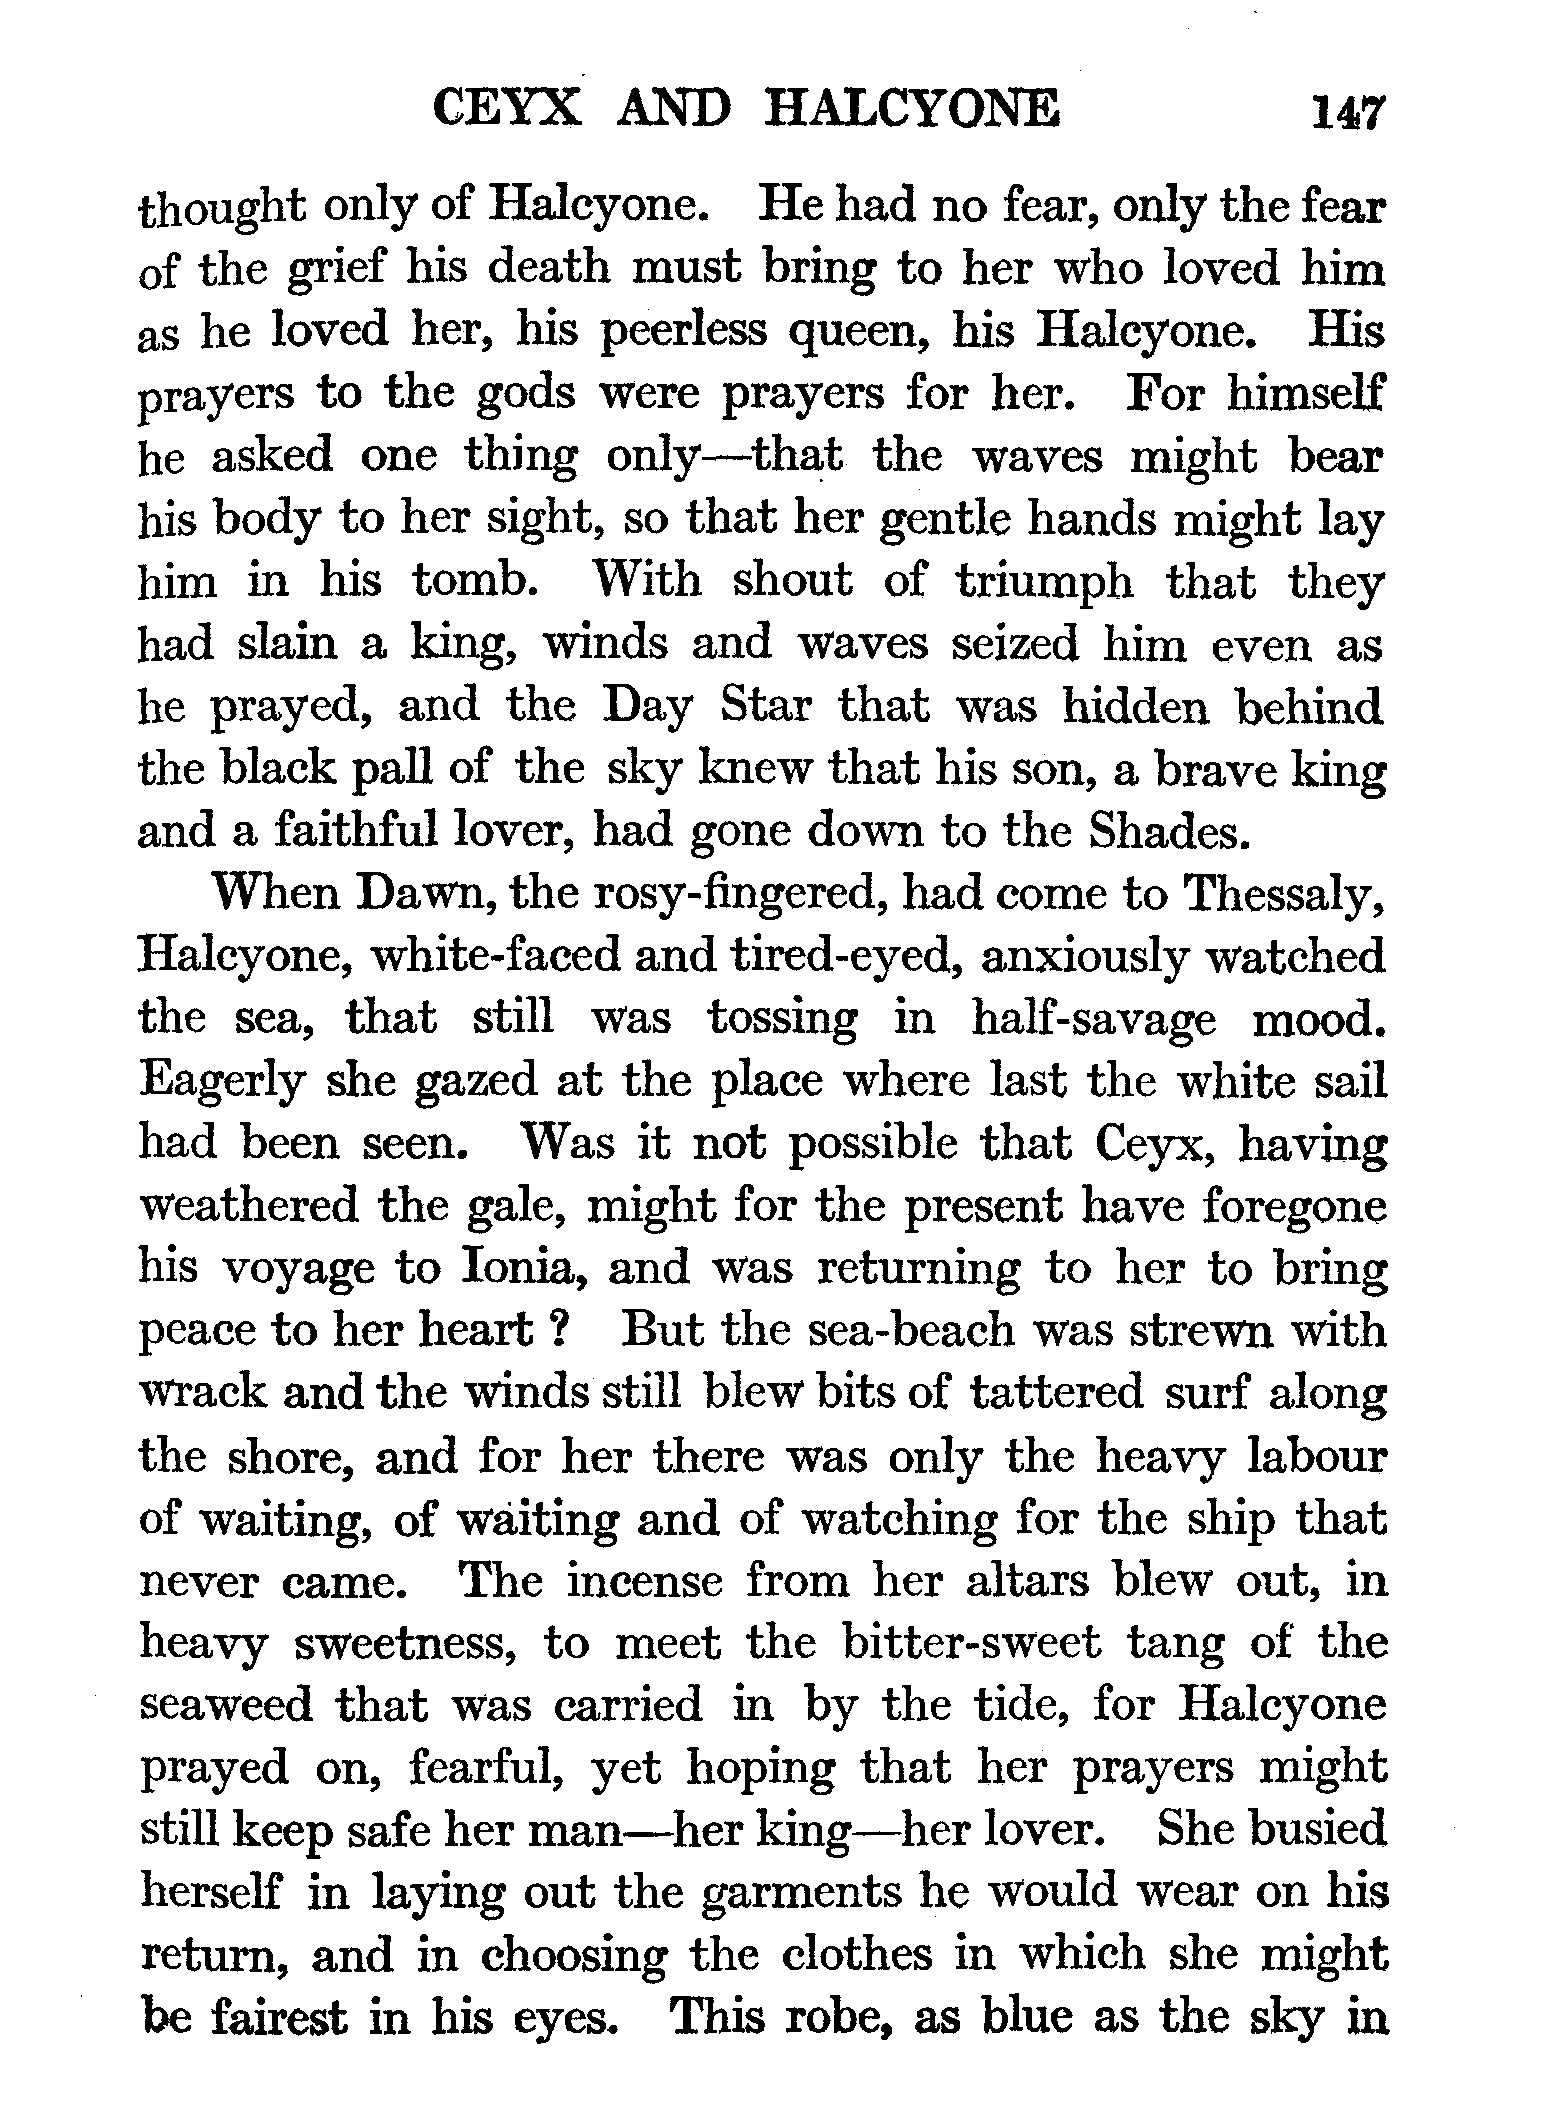 CEYX AND HALCYONE 147
thought only of Halcyone. He had no fear, only the fear
of the grief his death must bring to her who loved him
as he loved her, his peerless queen, his Halcyone. His
prayers to the gods were prayers for her. For himself
he asked one thing only—that the waves might bear
his body to her sight, so that her gentle hands might lay
him in his tomb. With shout of triumph that they
had slain a king, winds and waves seized him even as
he prayed, and the Day Star that was hidden behind
the black pall of the sky knew that his son, a brave king
and a faithful lover, had gone down to the Shades.
When Dawn, the rosy-fingered, had come to Thessaly,
Halcyone, white-faced and tired-eyed, anxiously watched
the sea, that still was tossing in half-savage mood.
Eagerly she gazed at the place where last the white sail
had been seen. Was it not possible that Ceyx, having
weathered the gale, might for the present have foregone
his voyage to Ionia, and was returning to her to bring
peace to her heart ? But the sea-beach was strewn with
wrack and the winds still blew bits of tattered surf along
the shore, and for her there was only the heavy labour
of waiting, of waiting and of watching for the ship that
never came. The incense from her altars blew out, in
heavy sweetness, to meet the bitter-sweet tang of the
seaweed that was carried in by the tide, for Halcyone
prayed on, fearful, yet hoping that her prayers might
still keep safe her man—her king—her lover. She busied
herself in laying out the garments he would wear on his
return, and in choosing the clothes in which she might
be fairest in his eyes. This robe, as blue as the sky in